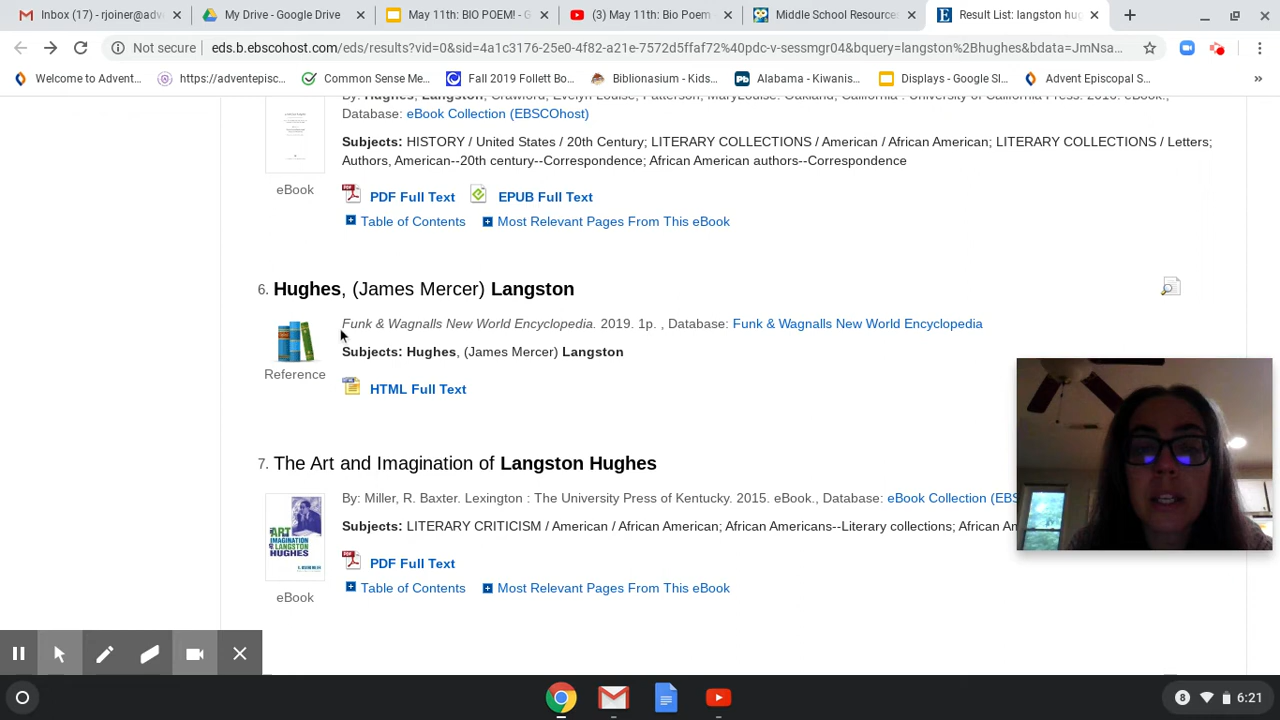 Inbox (17) - rjoiner@adv
My Drive - Google Drive
May 11th: BIO POEM! - G
(3) May 11th: Bio Poem -
Middle School Resources
Result List: langston hug
Not secure eds.b.ebscohost.com/eds/results?vid=0&sid=4a1c3176-25e0-4f82-a21e-7572d5ffaf72%40pdc-v-sessmgr04&bquery=langston%2Bhughes&bdata=JmNsa...
Welcome to Advent...
https://adventepisc...
Common Sense Me...
Fall 2019 Follett Bo...
Biblionasium - Kids...
Alabama - Kiwanis...
Displays - Google Sl...
Advent Episcopal S...
»
By: Hughes, Langston; Crawford, Evelyn Louise; Patterson, MaryLouise. Oakland, California : University of California Press. 2016. eBook.,
Database: eBook Collection (EBSCOhost)
Subjects: HISTORY / United States / 20th Century; LITERARY COLLECTIONS / American / African American; LITERARY COLLECTIONS / Letters;
Authors, American--20th century--Correspondence; African American authors--Correspondence
eBook
PDF Full Text EPUB Full Text
Table of Contents Most Relevant Pages From This eBook
6. Hughes, (James Mercer) Langston
Funk & Wagnalls New World Encyclopedia. 2019. 1p. , Database: Funk & Wagnalls New World Encyclopedia
Subjects: Hughes, (James Mercer) Langston
Reference
HTML Full Text
7. The Art and Imagination of Langston Hughes
By: Miller, R. Baxter. Lexington : The University Press of Kentucky. 2015. eBook., Database: eBook Collection (EBS
Subjects: LITERARY CRITICISM / American / African American; African Americans--Literary collections; African Am
ART
IMAGINATION
LANGSTON
HUGHES
PDF Full Text
Table of Contents Most Relevant Pages From This eBook
eBook
8
6:21